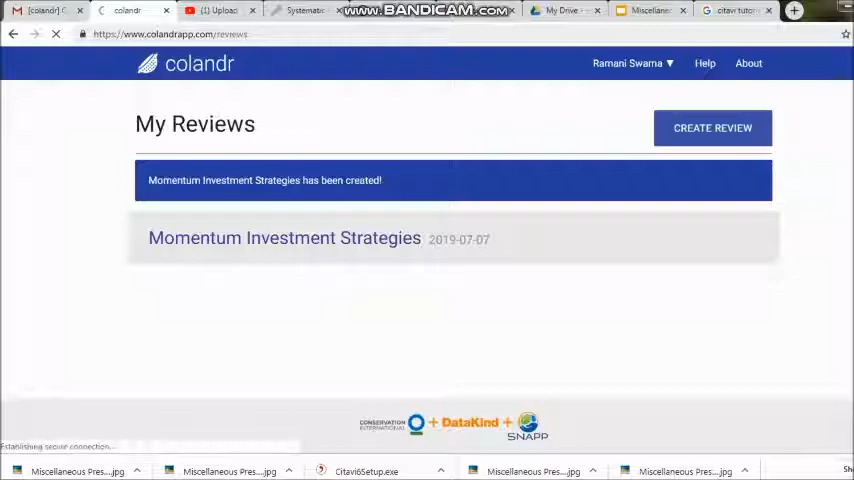 [colandr] C
colandr
(1) Upload
Systematic
WWW.BANDICAM.COM
My Drive -
Miscellane
citavi tutor
https://www.colandrapp.com/reviews
colandr
Ramani Swarna ▼
Help
About
My Reviews
CREATE REVIEW
Momentum Investment Strategies has been created!
Momentum Investment Strategies 2019-07-07
CONSERVATION
INTERNATIONAL
+ DataKind +
SNAPP
Establishing secure connection...
Miscellaneous Pres....jpg
Miscellaneous Pres....jpg
Citavi6Setup.exe
Miscellaneous Pres....jpg
Miscellaneous Pres....jpg
Sh